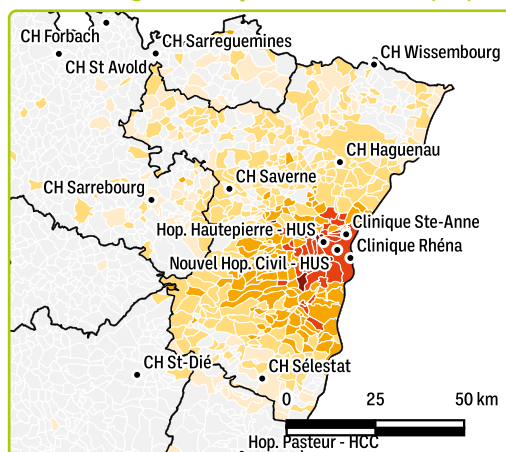 CH Forbach
CH Sarreguemines
CH St Avold
CH Wissembourg
CH Haguenau
CH Saverne
CH Sarrebourg
Clinique Ste-Anne
Hop. Hautepierre - HUS
Clinique Rhéna
Nouvel Hop. Civil - HUS
CH St-Dié
CH Sélestat
0 25 50 km
Hop. Pasteur - HCC